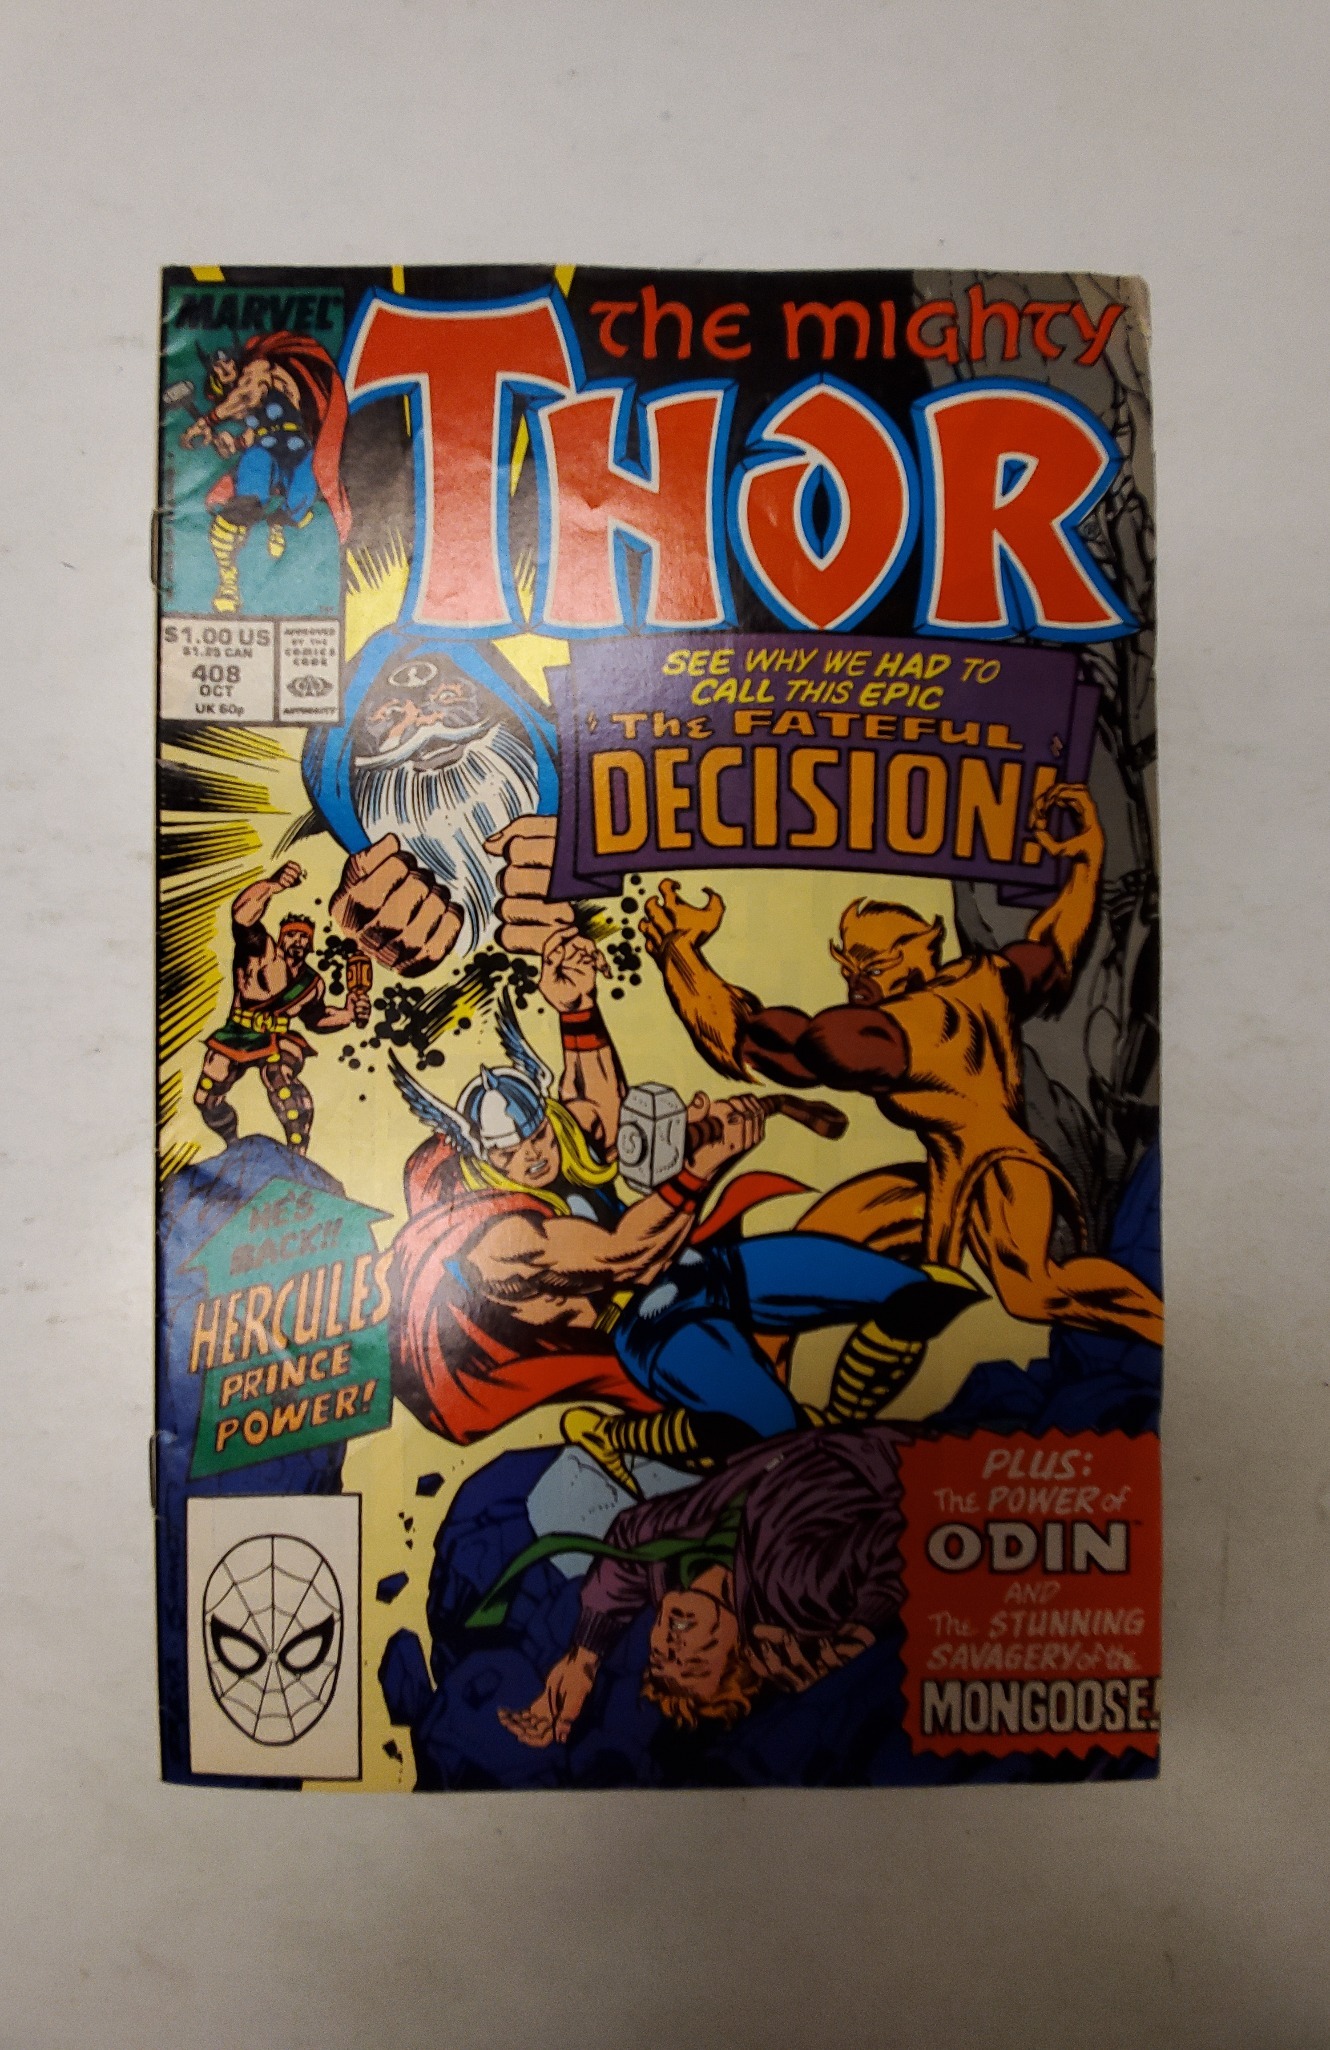 MARVEL
the mighty
THOR
$1.00 US
$1.25 CAN
408
OCT
UK 60p
APPROVED
BY THE
COMICS
CODE
AUTHORITY
SEE WHY WE HAD TO
CALL THIS EPIC
"The FATEFUL
DECISION!"
HE'S
BACK!!
HERCULES
PRINCE
POWER!
PLUS:
The POWER of
ODIN™
AND
The STUNNING
SAVAGERY of the
MONGOOSE!